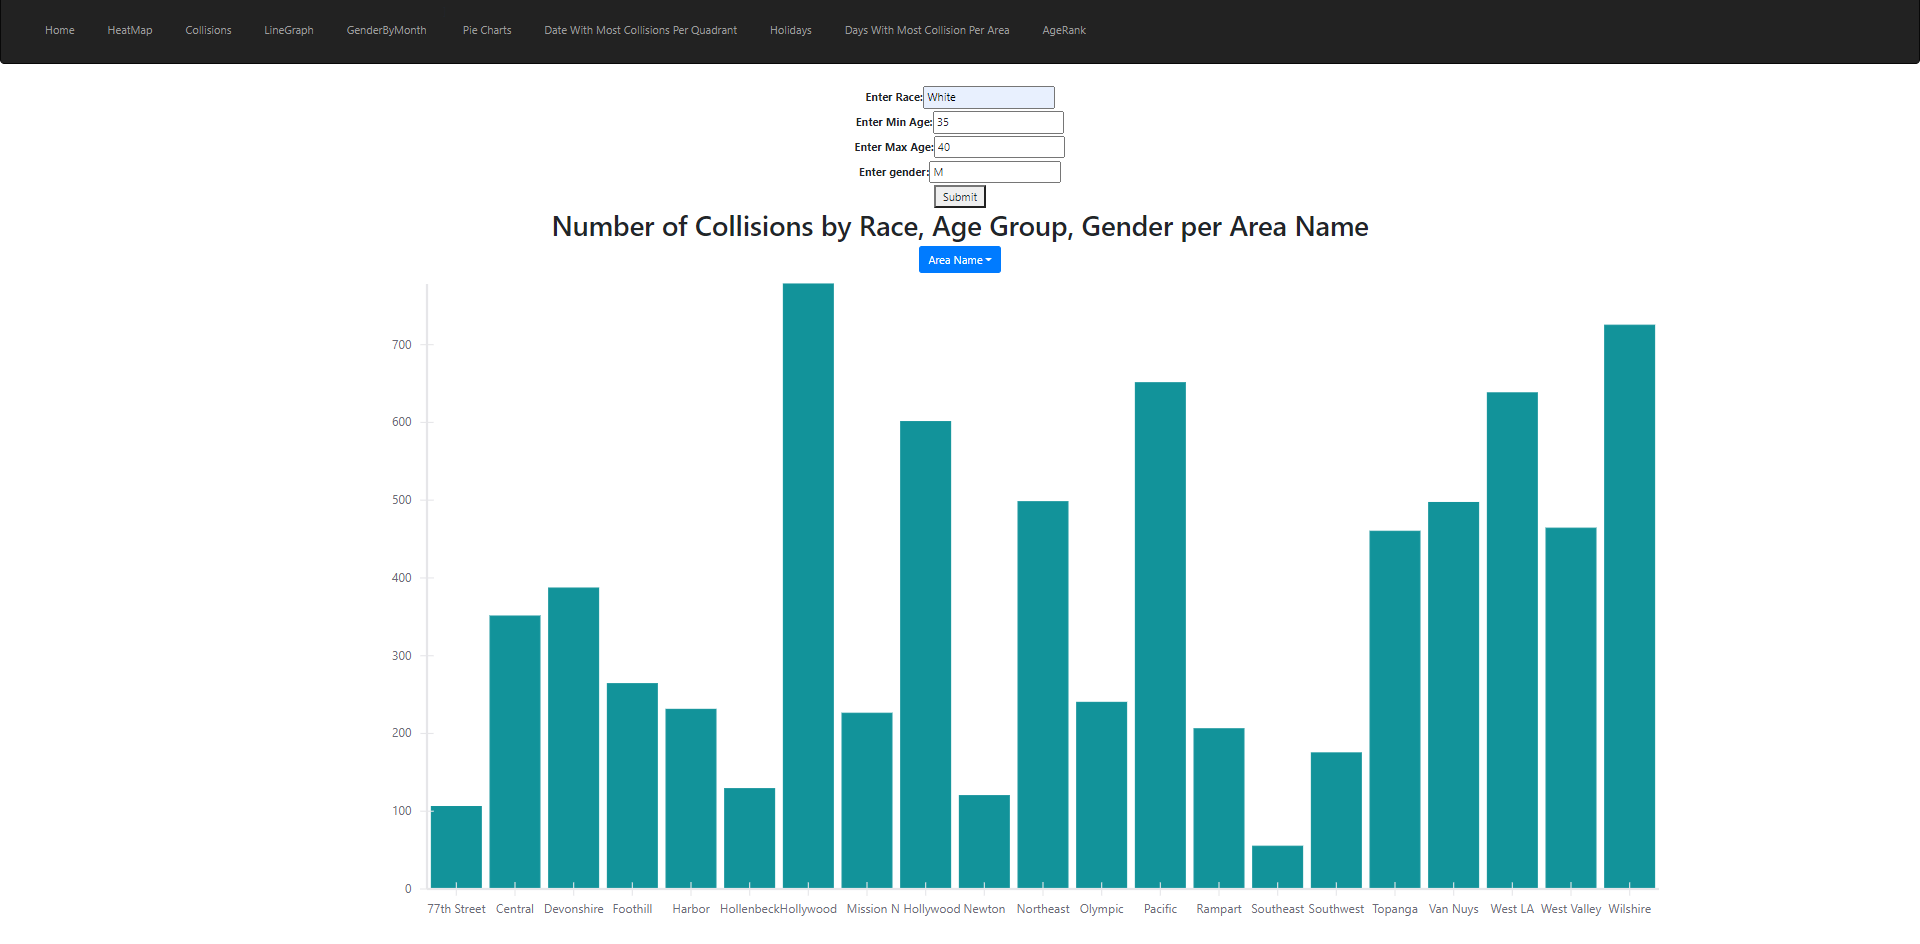 Home HeatMap Collisions LineGraph GenderByMonth Pie Charts Date With Most Collisions Per Quadrant Holidays Days With Most Collision Per Area AgeRank
Enter Race: White
Enter Min Age: 35
Enter Max Age: 40
Enter gender: M
Submit
Number of Collisions by Race, Age Group, Gender per Area Name
Area Name
700
600
500
400
300
200
100
0
77th Street Central Devonshire Foothill Harbor Hollenbeck Hollywood Mission N Hollywood Newton Northeast Olympic Pacific Rampart Southeast Southwest Topanga Van Nuys West LA West Valley Wilshire